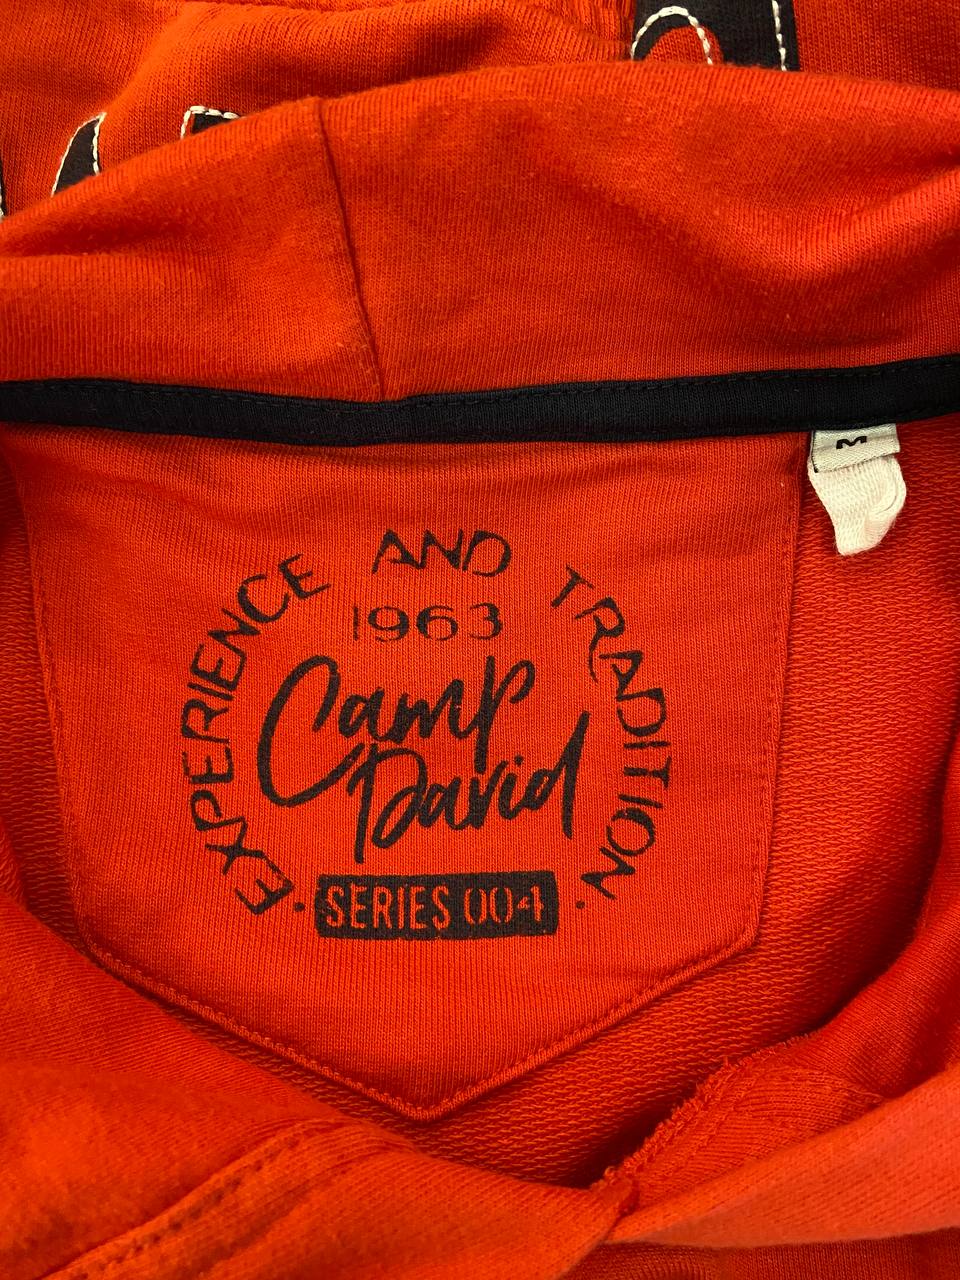 EXPERIENCE AND TRADITION
1963
Camp
David
SERIES 004
M